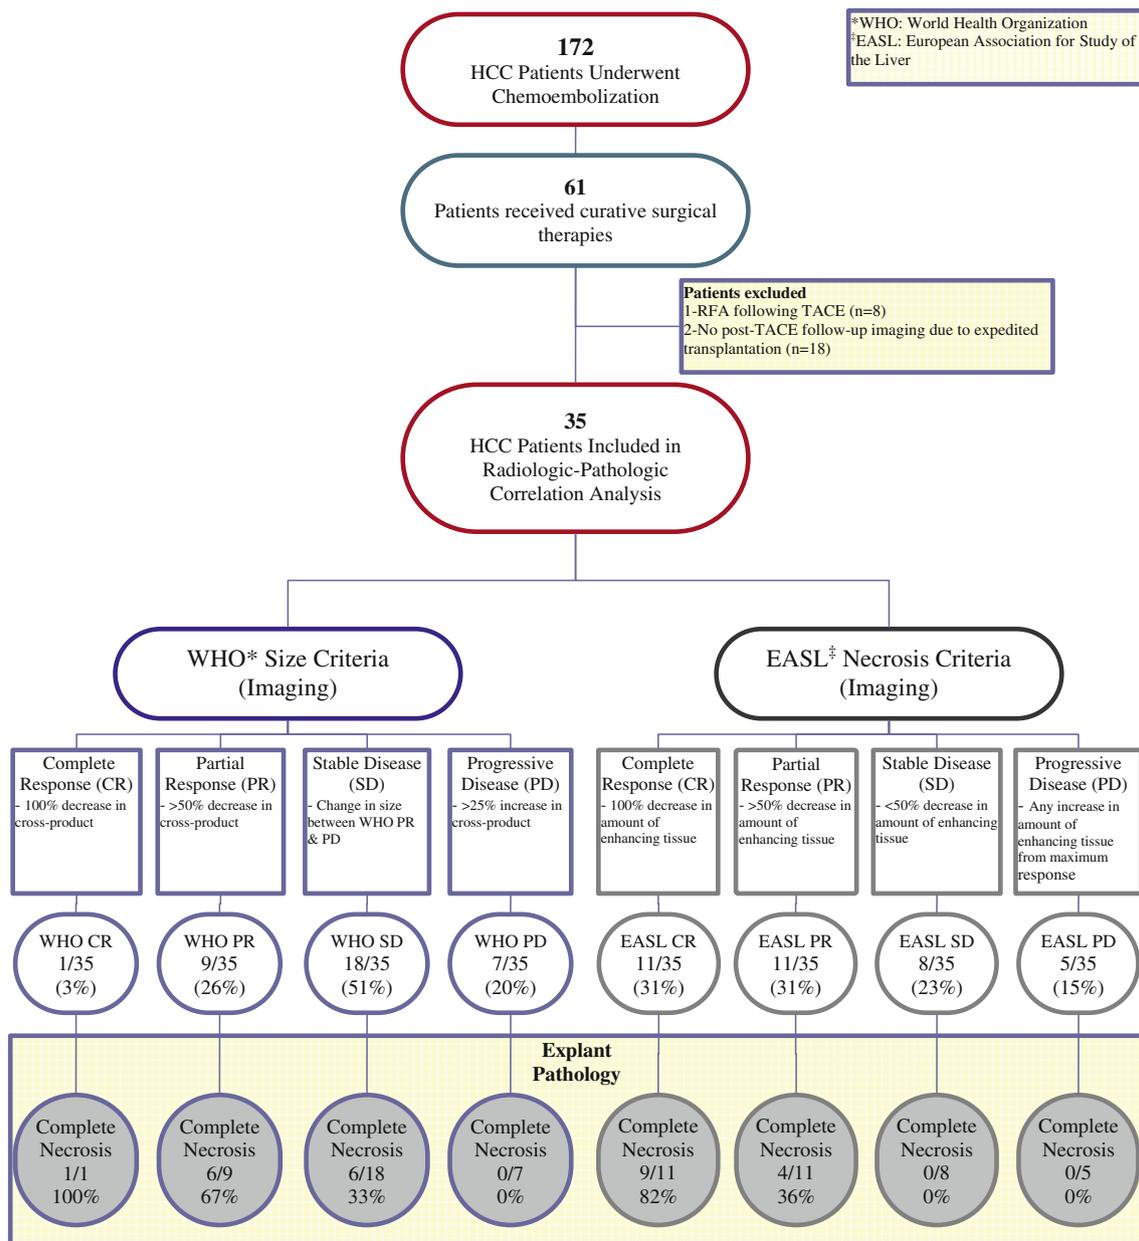 172
HCC Patients Underwent
Chemoembolization
*WHO: World Health Organization
‡EASL: European Association for Study of
the Liver
61
Patients received curative surgical
therapies
Patients excluded
1-RFA following TACE (n=8)
2-No post-TACE follow-up imaging due to expedited
transplantation (n=18)
35
HCC Patients Included in
Radiologic-Pathologic
Correlation Analysis
WHO* Size Criteria
(Imaging)
EASL‡ Necrosis Criteria
(Imaging)
Complete
Response (CR)
- 100% decrease in
cross-product
Partial
Response (PR)
- >50% decrease in
cross-product
Stable Disease
(SD)
- Change in size
between WHO PR
& PD
Progressive
Disease (PD)
- >25% increase in
cross-product
Complete
Response (CR)
- 100% decrease in
amount of
enhancing tissue
Partial
Response (PR)
- >50% decrease in
amount of
enhancing tissue
Stable Disease
(SD)
- <50% decrease in
amount of enhancing
tissue
Progressive
Disease (PD)
- Any increase in
amount of
enhancing tissue
from maximum
response
WHO CR
1/35
(3%)
WHO PR
9/35
(26%)
WHO SD
18/35
(51%)
WHO PD
7/35
(20%)
EASL CR
11/35
(31%)
EASL PR
11/35
(31%)
EASL SD
8/35
(23%)
EASL PD
5/35
(15%)
Explant
Pathology
Complete
Necrosis
1/1
100%
Complete
Necrosis
6/9
67%
Complete
Necrosis
6/18
33%
Complete
Necrosis
0/7
0%
Complete
Necrosis
9/11
82%
Complete
Necrosis
4/11
36%
Complete
Necrosis
0/8
0%
Complete
Necrosis
0/5
0%